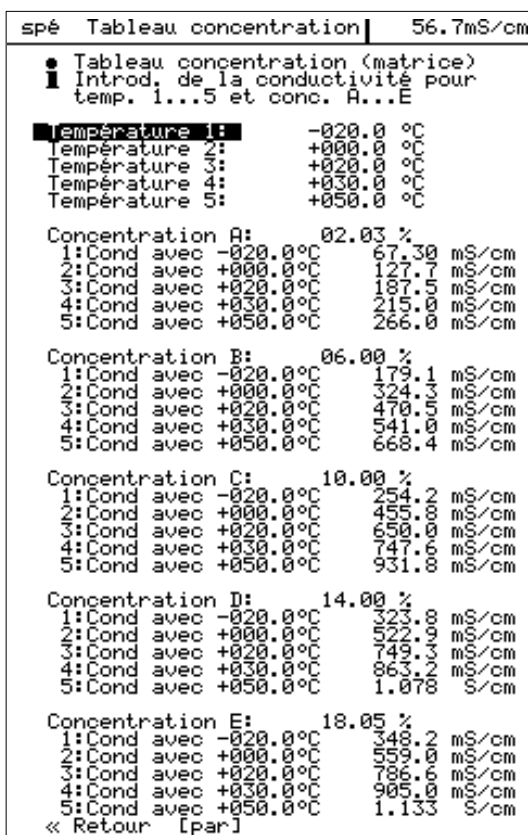 spé Tableau concentration 56.7mS/cm
Tableau concentration (matrice)
Introd. de la conductivité pour
temp. 1...5 et conc. A...E
Température 1: -020.0 °C
Température 2: +000.0 °C
Température 3: +020.0 °C
Température 4: +030.0 °C
Température 5: +050.0 °C
Concentration A: 02.03 %
1:Cond avec -020.0°C 67.30 mS/cm
2:Cond avec +000.0°C 127.7 mS/cm
3:Cond avec +020.0°C 187.5 mS/cm
4:Cond avec +030.0°C 215.0 mS/cm
5:Cond avec +050.0°C 266.0 mS/cm
Concentration B: 06.00 %
1:Cond avec -020.0°C 179.1 mS/cm
2:Cond avec +000.0°C 324.3 mS/cm
3:Cond avec +020.0°C 470.5 mS/cm
4:Cond avec +030.0°C 541.0 mS/cm
5:Cond avec +050.0°C 668.4 mS/cm
Concentration C: 10.00 %
1:Cond avec -020.0°C 254.2 mS/cm
2:Cond avec +000.0°C 455.8 mS/cm
3:Cond avec +020.0°C 650.0 mS/cm
4:Cond avec +030.0°C 747.6 mS/cm
5:Cond avec +050.0°C 931.8 mS/cm
Concentration D: 14.00 %
1:Cond avec -020.0°C 323.8 mS/cm
2:Cond avec +000.0°C 522.9 mS/cm
3:Cond avec +020.0°C 749.3 mS/cm
4:Cond avec +030.0°C 863.2 mS/cm
5:Cond avec +050.0°C 1.078 S/cm
Concentration E: 18.05 %
1:Cond avec -020.0°C 348.2 mS/cm
2:Cond avec +000.0°C 559.0 mS/cm
3:Cond avec +020.0°C 786.6 mS/cm
4:Cond avec +030.0°C 905.0 mS/cm
5:Cond avec +050.0°C 1.133 S/cm
« Retour [par]